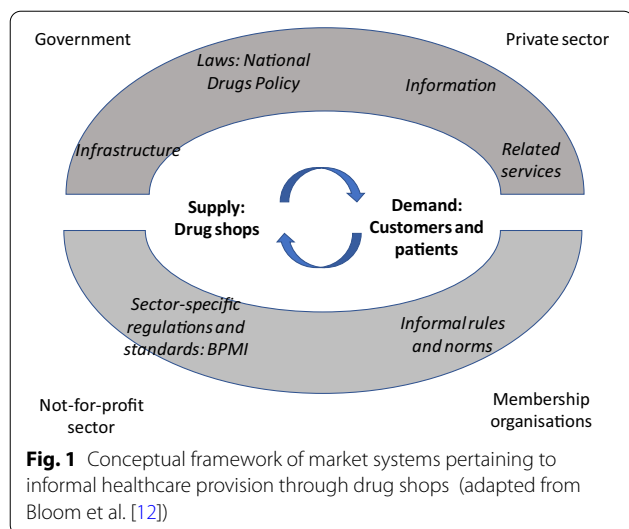 Government
Private sector
Laws: National
Drugs Policy
Information
Infrastructure
Related
services
Supply:
Drug shops
Demand:
Customers and
patients
Sector-specific
regulations and
standards: BPMI
Informal rules
and norms
Not-for-profit
sector
Membership
organisations
Fig. 1 Conceptual framework of market systems pertaining to
informal healthcare provision through drug shops (adapted from
Bloom et al. [12])